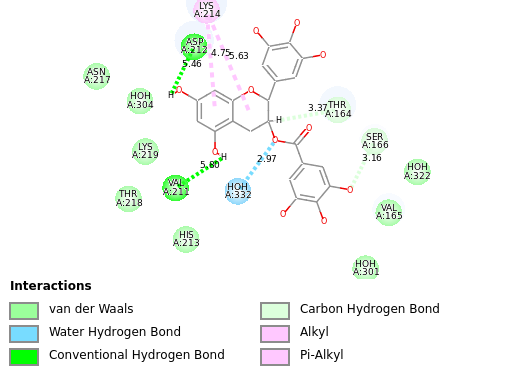 LYS
A:214
ASP
A:212
4.75
5.63
5.46
ASN
A:217
HOH
A:304
H
O
O
O
O
O
H
3.37
THR
A:164
SER
A:166
3.16
LYS
A:219
O
O
H
O
5.80
2.97
HOH
A:322
VAL
A:211
HOH
A:332
O
THR
A:218
O
O
VAL
A:165
HIS
A:213
HOH
A:301
Interactions
van der Waals
Water Hydrogen Bond
Conventional Hydrogen Bond
Carbon Hydrogen Bond
Alkyl
Pi-Alkyl